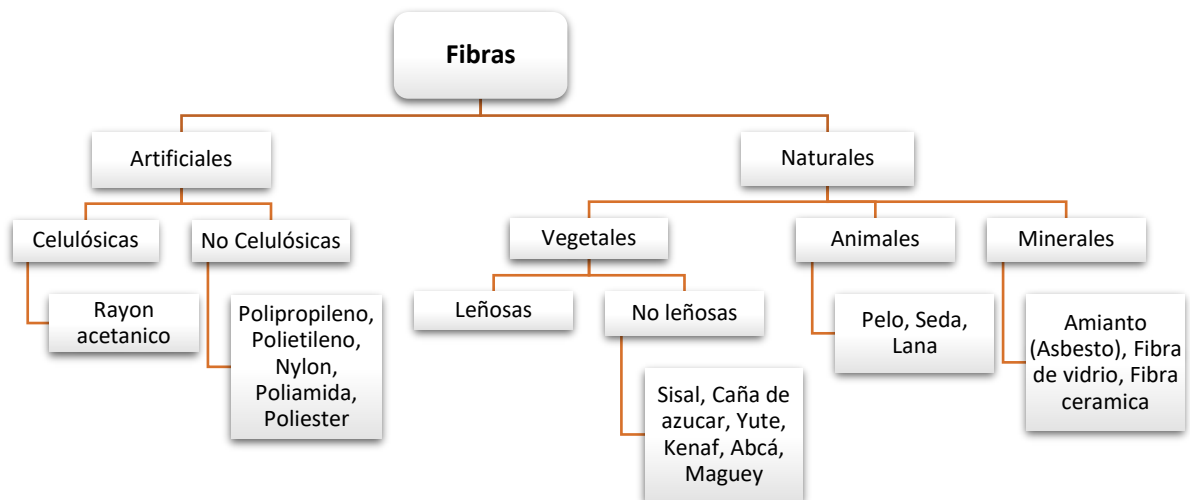 Fibras
Artificiales
Naturales
Celulósicas
No Celulósicas
Vegetales
Animales
Minerales
Rayon
acetanico
Polipropileno,
Polietileno,
Nylon,
Poliamida,
Poliester
Leñosas
No leñosas
Pelo, Seda,
Lana
Amianto
(Asbesto), Fibra
de vidrio, Fibra
ceramica
Sisal, Caña de
azucar, Yute,
Kenaf, Abcá,
Maguey